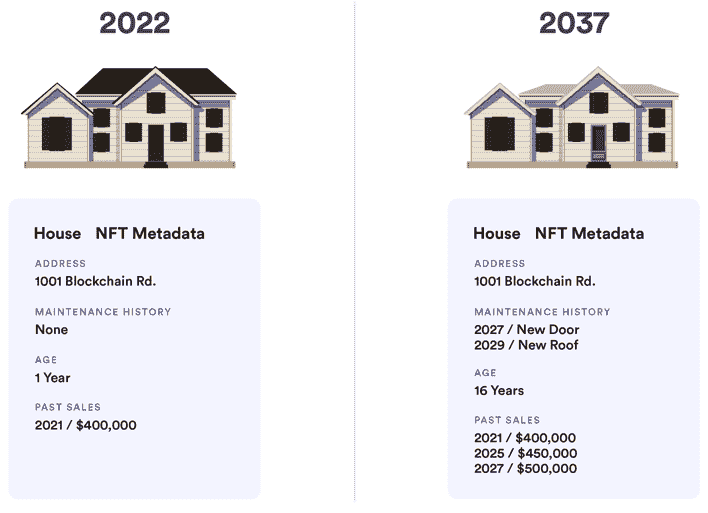 2022
House NFT Metadata
ADDRESS
1001 Blockchain Rd.
MAINTENANCE HISTORY
None
AGE
1 Year
PAST SALES
2021 / $400,000
2037
House NFT Metadata
ADDRESS
1001 Blockchain Rd.
MAINTENANCE HISTORY
2027 / New Door
2029 / New Roof
AGE
16 Years
PAST SALES
2021 / $400,000
2025 / $450,000
2027 / $500,000